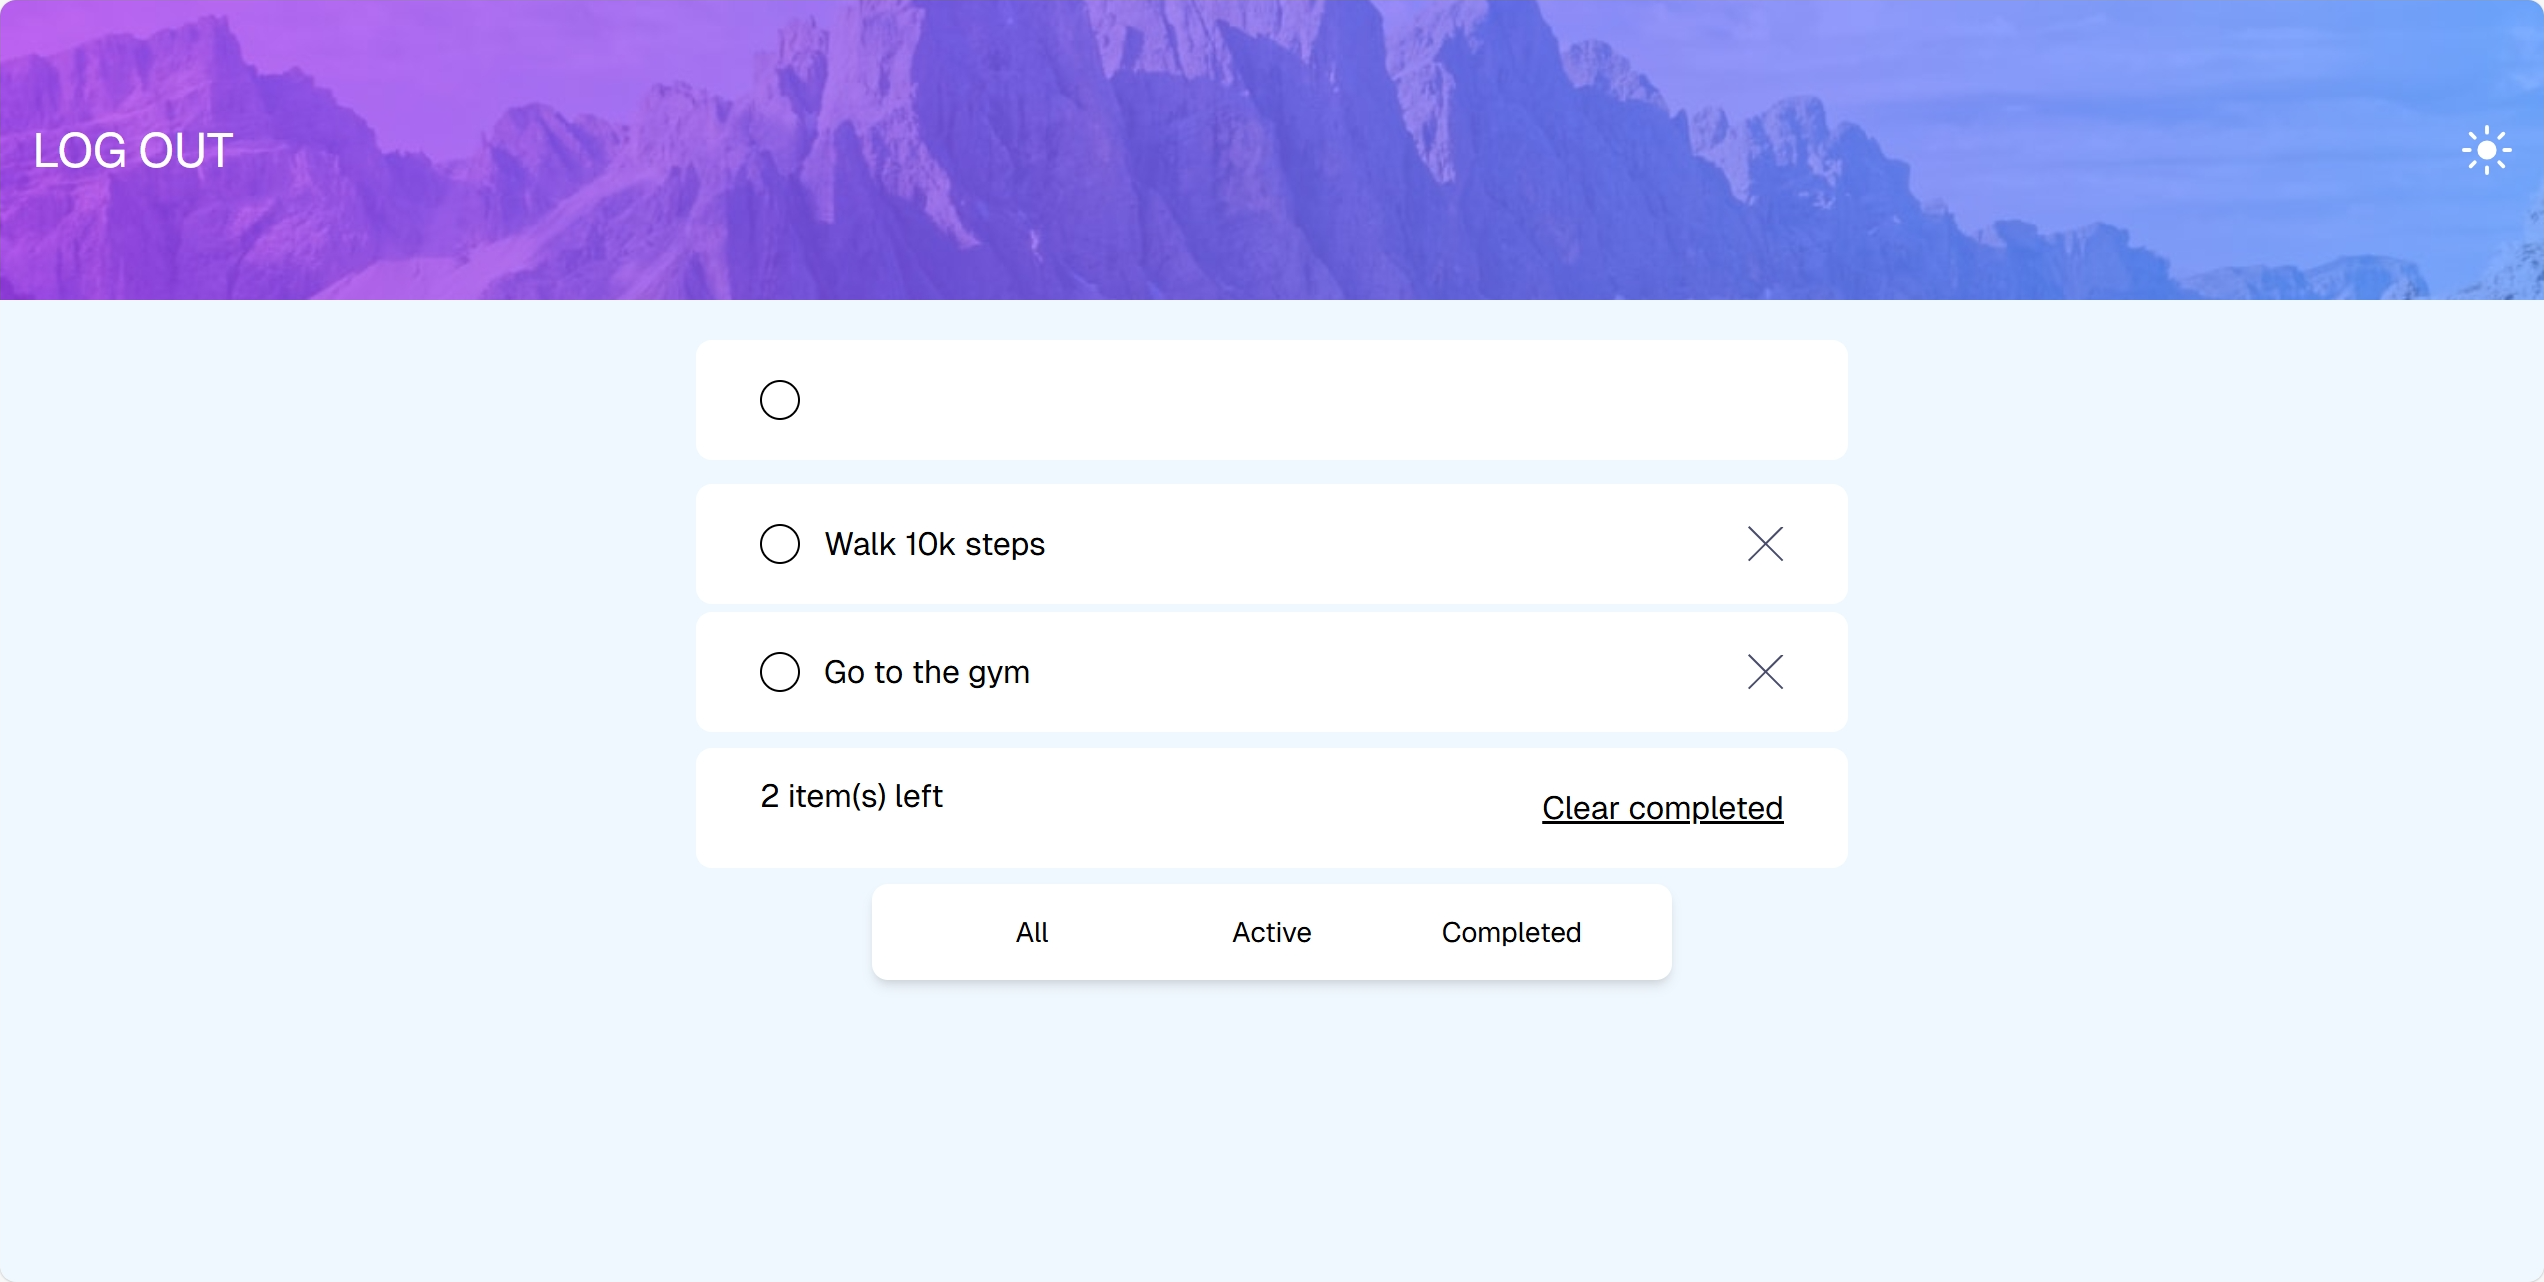 LOG OUT
Walk 10k steps
Go to the gym
2 item(s) left
Clear completed
All Active Completed